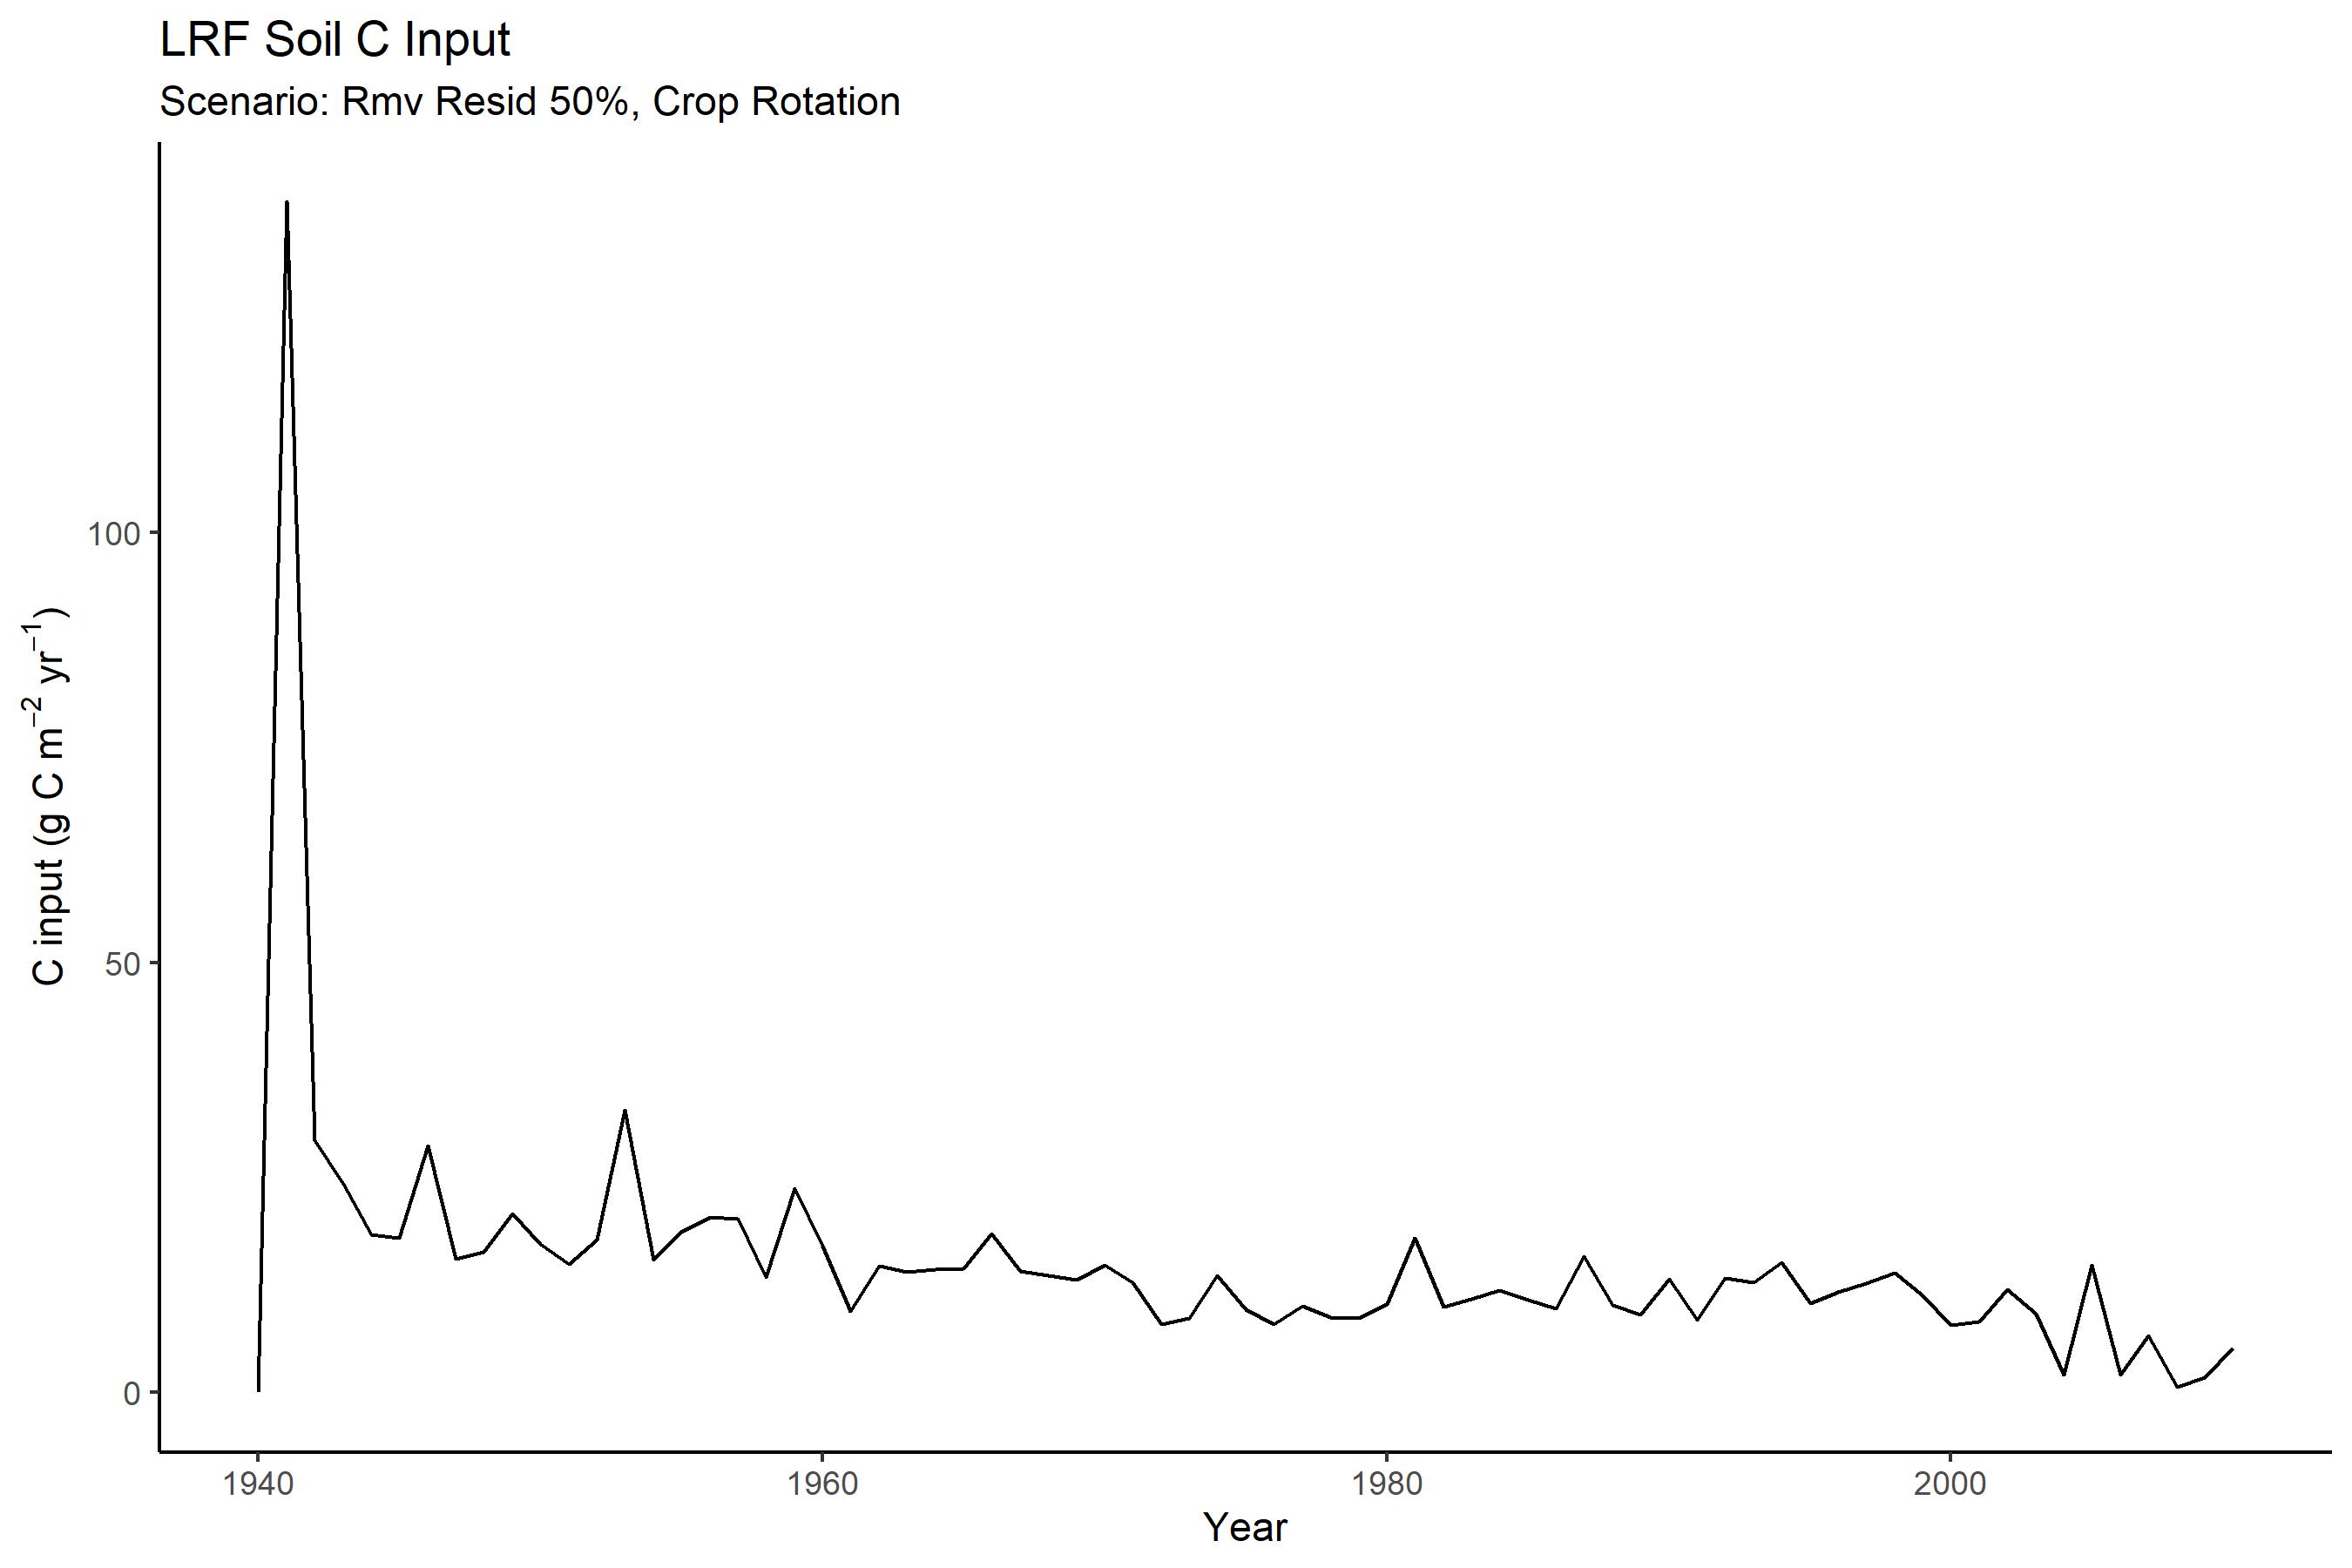 LRF Soil C Input
Scenario: Rmv Resid 50%, Crop Rotation
C input (g C m⁻² yr⁻¹)
100
50
0
1940 1960 1980 2000
Year